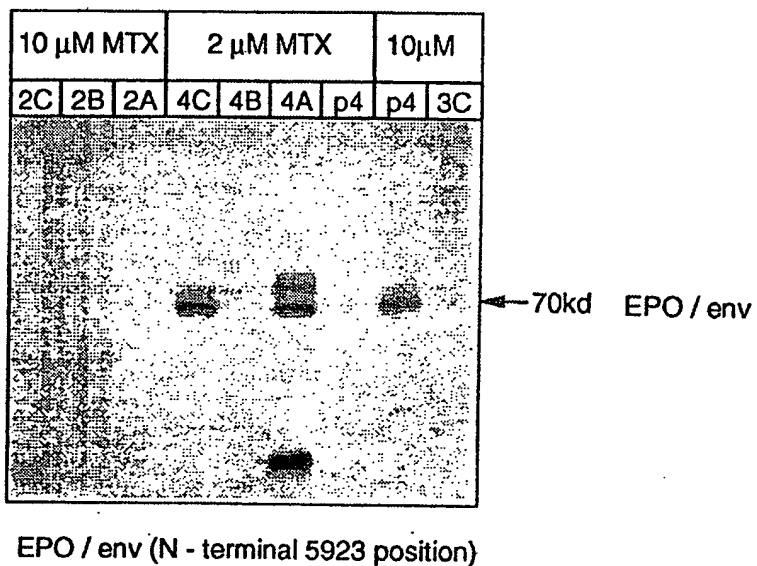 10 µM MTX 2 µM MTX 10µM
2C 2B 2A 4C 4B 4A p4 p4 3C
70kd EPO / env
EPO / env (N - terminal 5923 position)